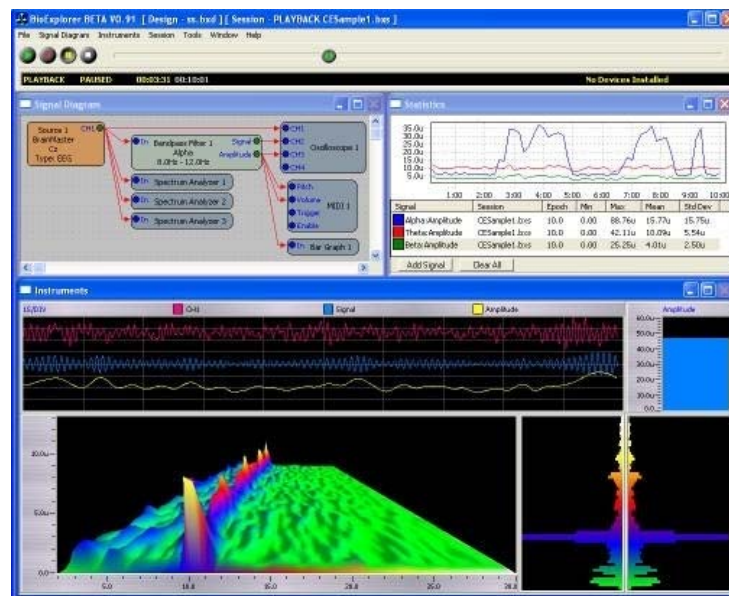 BioExplorer BETA V0.91 [ Design - ss.bxd ] [ Session - PLAYBACK CESample1.bxs ]
File Signal Diagram Instruments Session Tools Window Help
PLAYBACK PAUSED 00:03:31 00:10:01 No Devices Installed
Signal Diagram
Source 1 CH1
BrainMaster
Cz
Type: EEG
In Bandpass Filter 1 Signal
Alpha Amplitude
8.0Hz - 12.0Hz
In Spectrum Analyzer 1
In Spectrum Analyzer 2
In Spectrum Analyzer 3
CH1
CH2 Oscilloscope 1
CH3
CH4
Pitch
Volume MIDI 1
Trigger
Enable
In Bar Graph 1
Statistics
35.0u
30.0u
25.0u
20.0u
15.0u
10.0u
5.0u
1:00 2:00 3:00 4:00 5:00 6:00 7:00 8:00 9:00 10:00
Signal Session Epoch Min Max Mean Std Dev
Alpha:Amplitude CESample1.bxs 10.0 0.00 88.76u 15.77u 15.75u
Theta:Amplitude CESample1.bxs 10.0 0.00 42.11u 10.09u 5.54u
Beta:Amplitude CESample1.bxs 10.0 0.00 25.25u 4.01u 2.50u
Add Signal Clear All
Instruments
1S/DIV CH1 Signal Amplitude
Amplitude
60.0u
50.0u
40.0u
30.0u
20.0u
10.0u
0.0
10.0u
5.0u
0.0
5.0 10.0 15.0 20.0 25.0 30.0